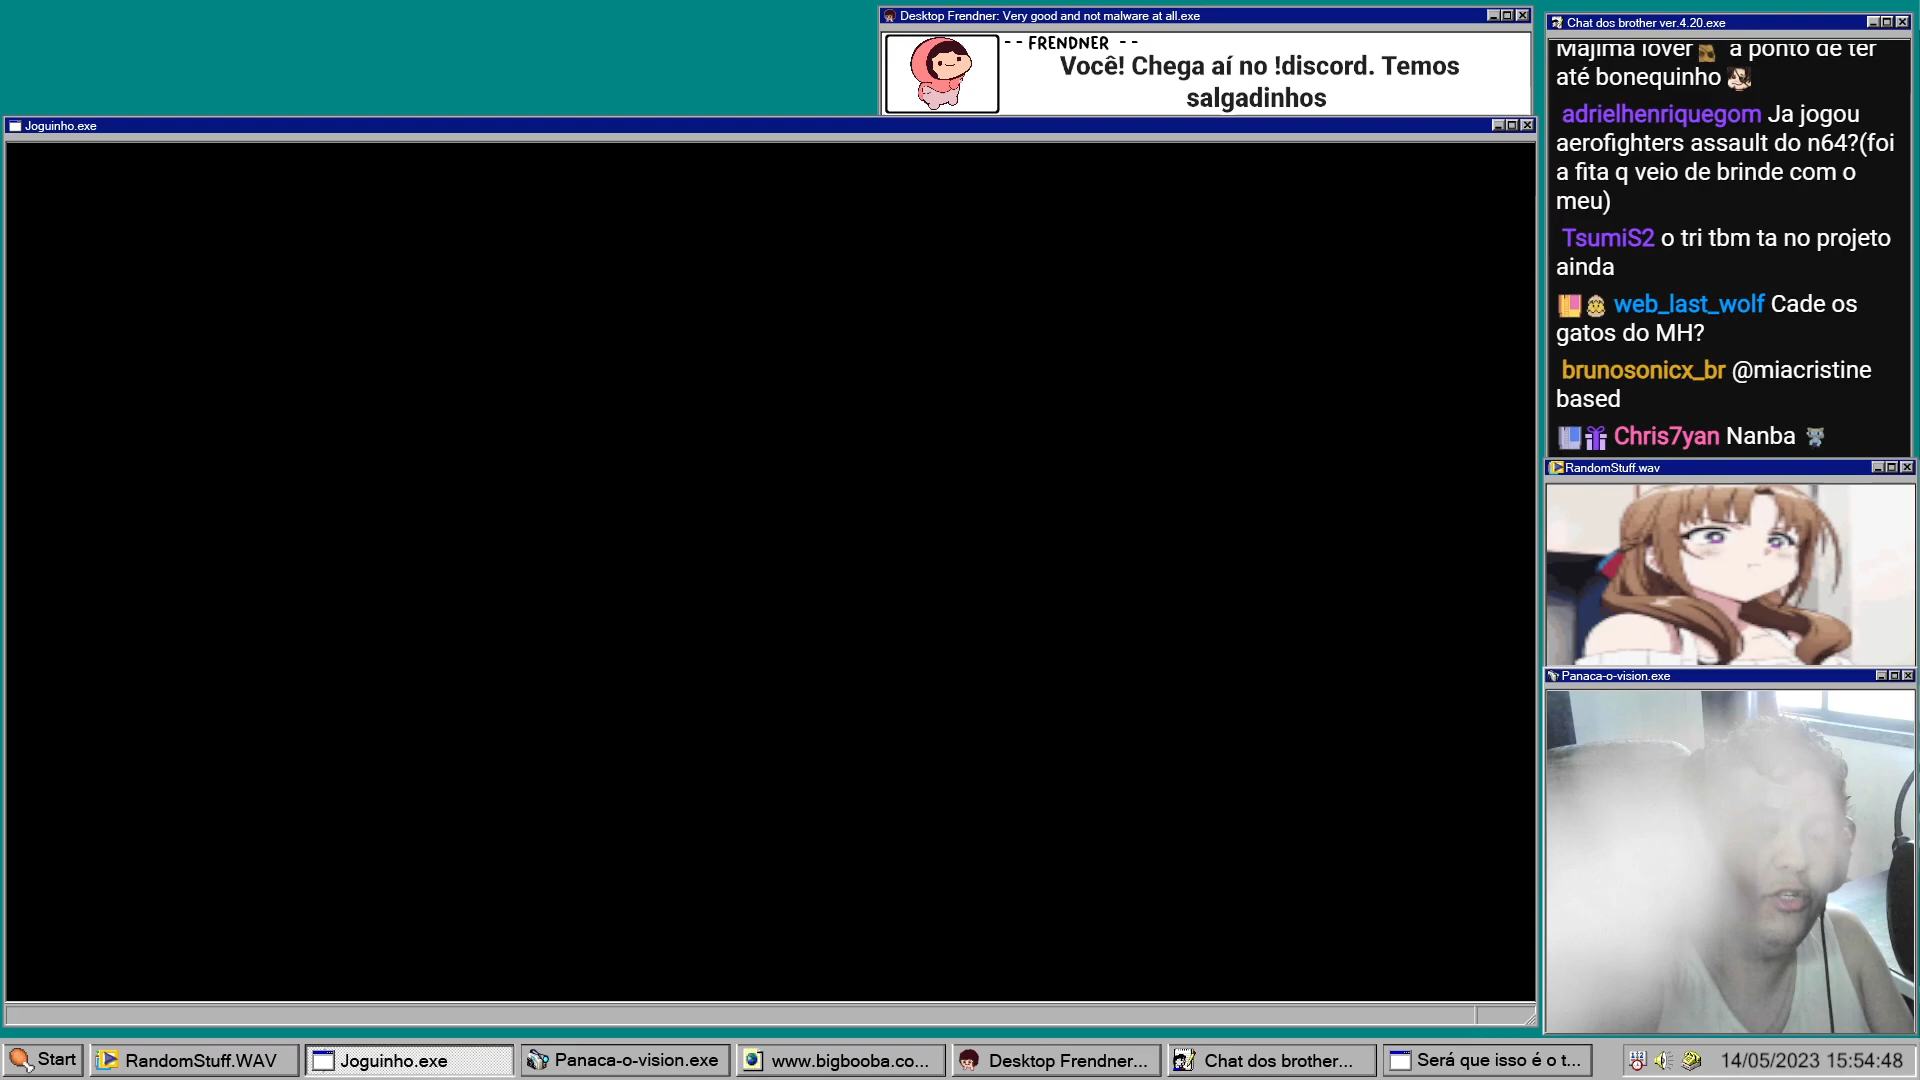 Desktop Frendner: Very good and not malware at all.exe
-- FRENDNER --
Você! Chega aí no !discord. Temos
salgadinhos
Joguinho.exe
Chat dos brother ver.4.20.exe
Majima lover a ponto de ter
até bonequinho
adrielhenriquegom Ja jogou
aerofighters assault do n64?(foi
a fita q veio de brinde com o
meu)
TsumiS2 o tri tbm ta no projeto
ainda
web_last_wolf Cade os
gatos do MH?
brunosonicx_br @miacristine
based
Chris7yan Nanba
RandomStuff.wav
Panaca-o-vision.exe
Start
RandomStuff.WAV
Joguinho.exe
Panaca-o-vision.exe
www.bigbooba.co...
Desktop Frendner...
Chat dos brother...
Será que isso é o t...
14/05/2023 15:54:48